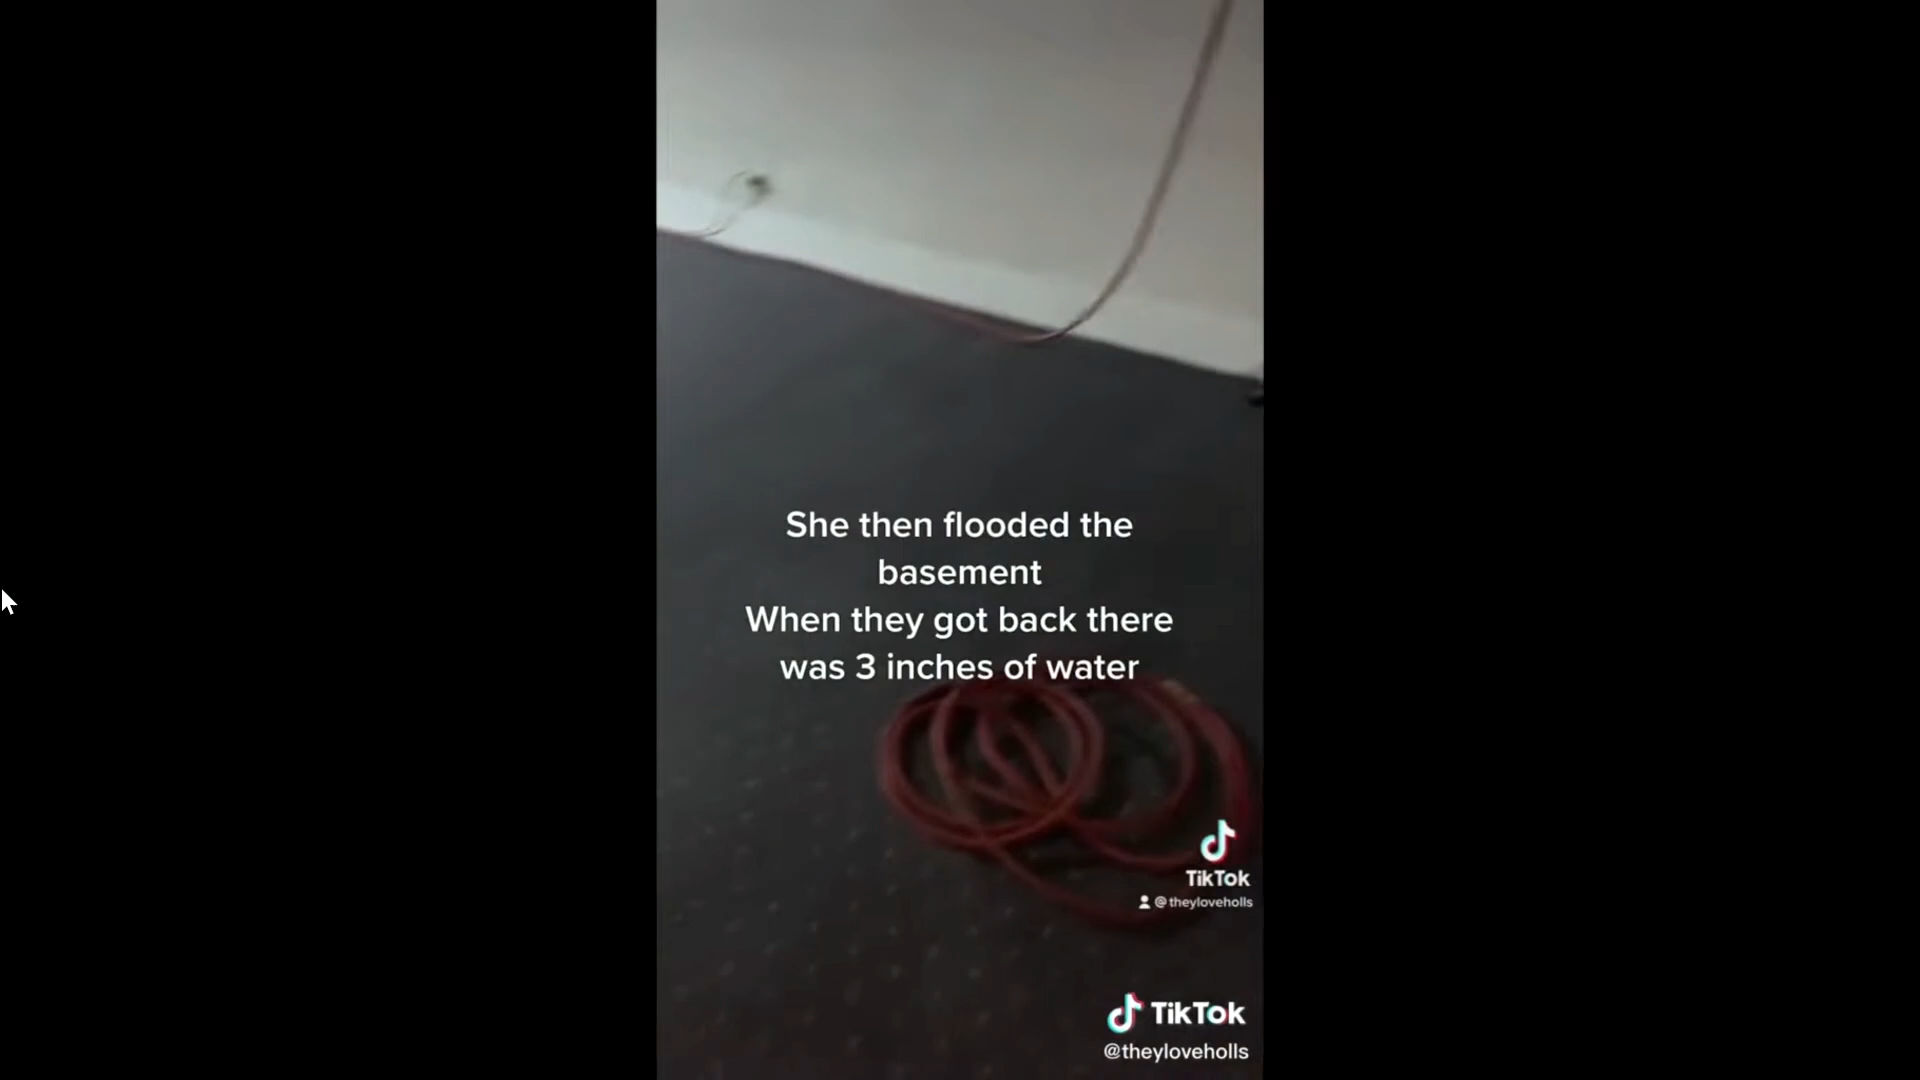 She then flooded the
basement
When they got back there
was 3 inches of water
TikTok
@theyloveholls
TikTok
@theyloveholls